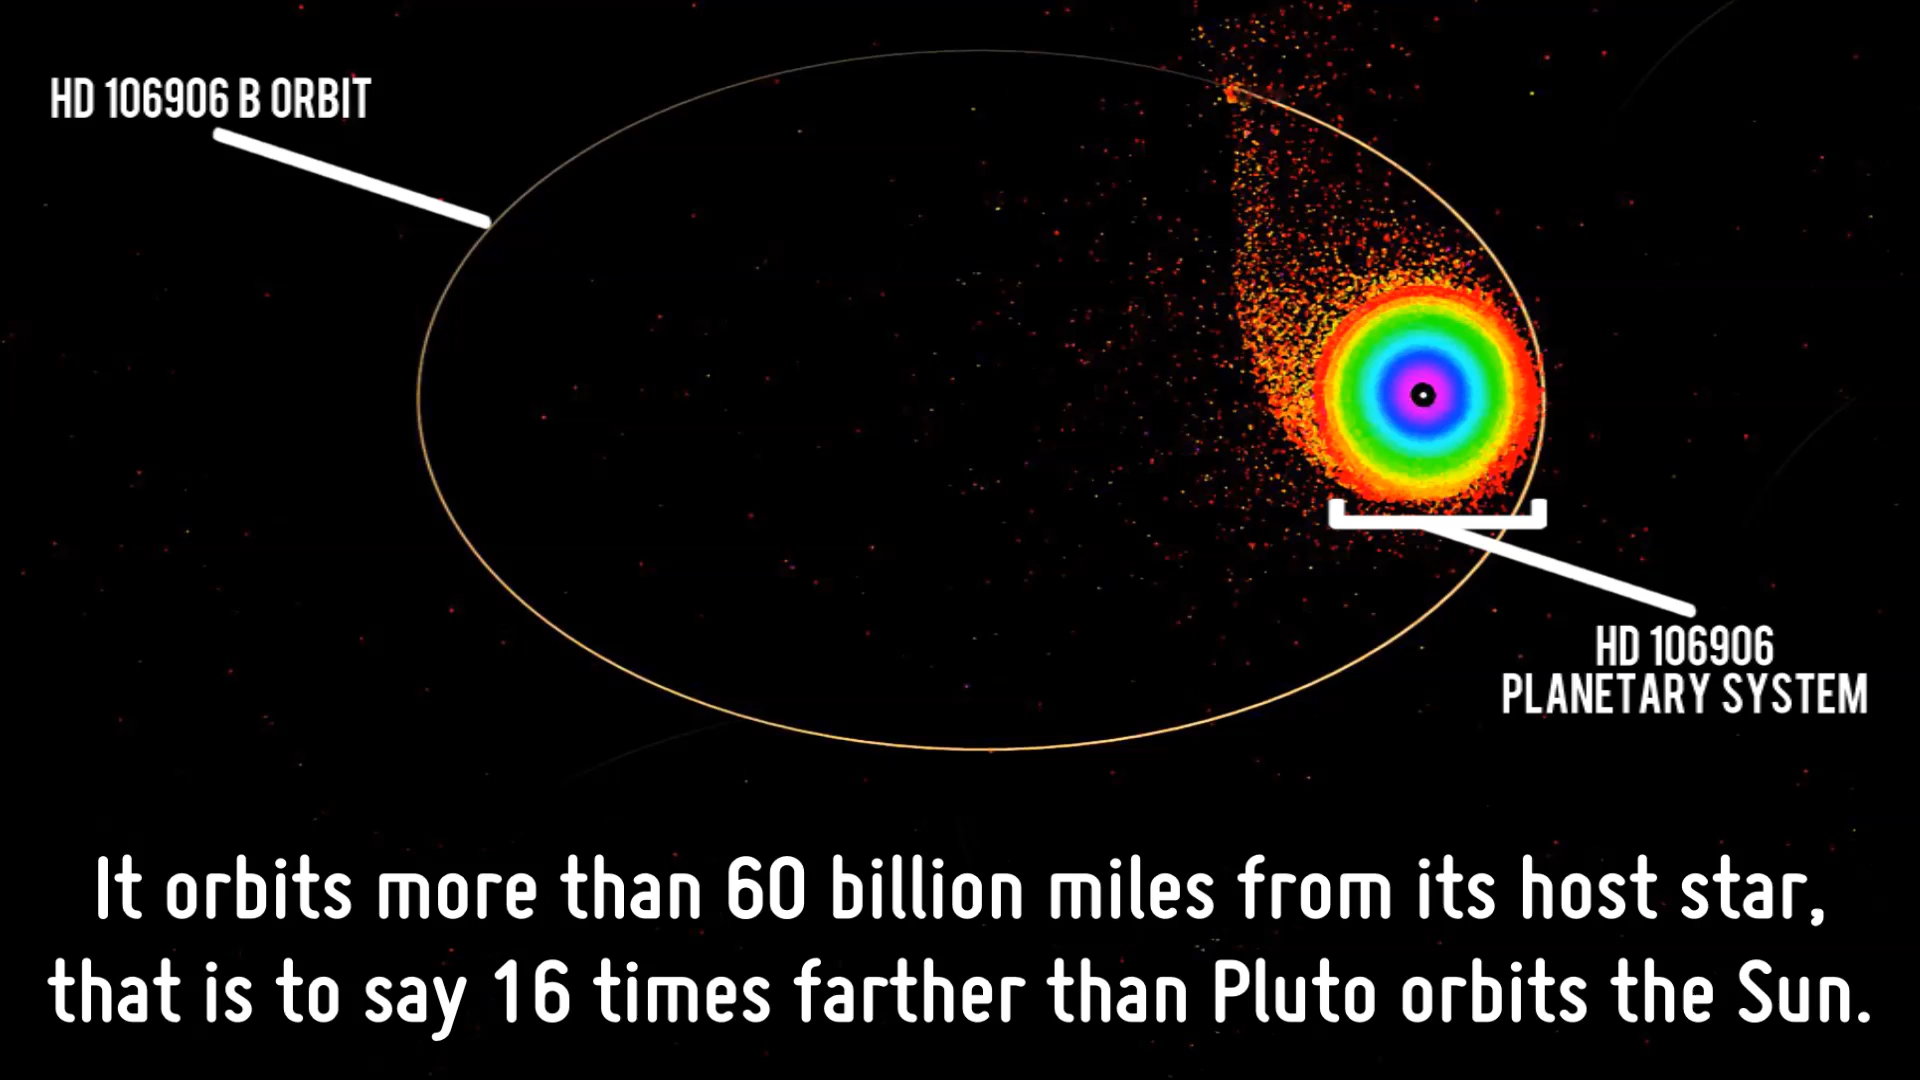 HD 106906 B ORBIT
HD 106906
PLANETARY SYSTEM
It orbits more than 60 billion miles from its host star,
that is to say 16 times farther than Pluto orbits the Sun.